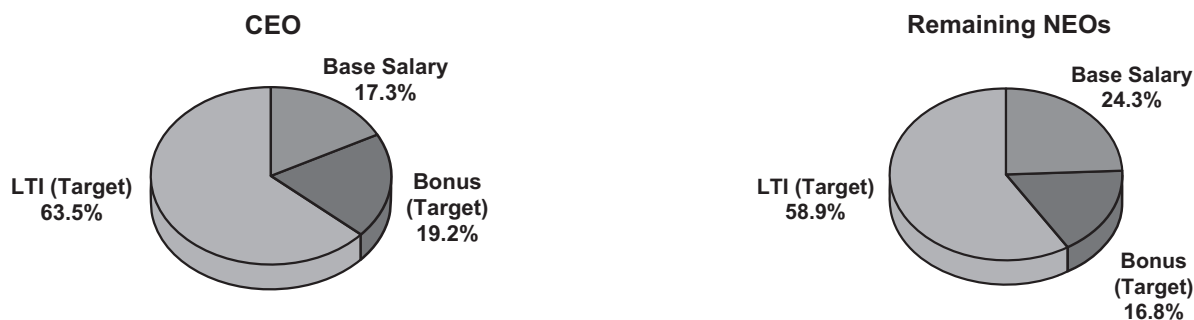 CEO
Base Salary
17.3%
LTI (Target)
63.5%
Bonus
(Target)
19.2%
Remaining NEOs
Base Salary
24.3%
LTI (Target)
58.9%
Bonus
(Target)
16.8%